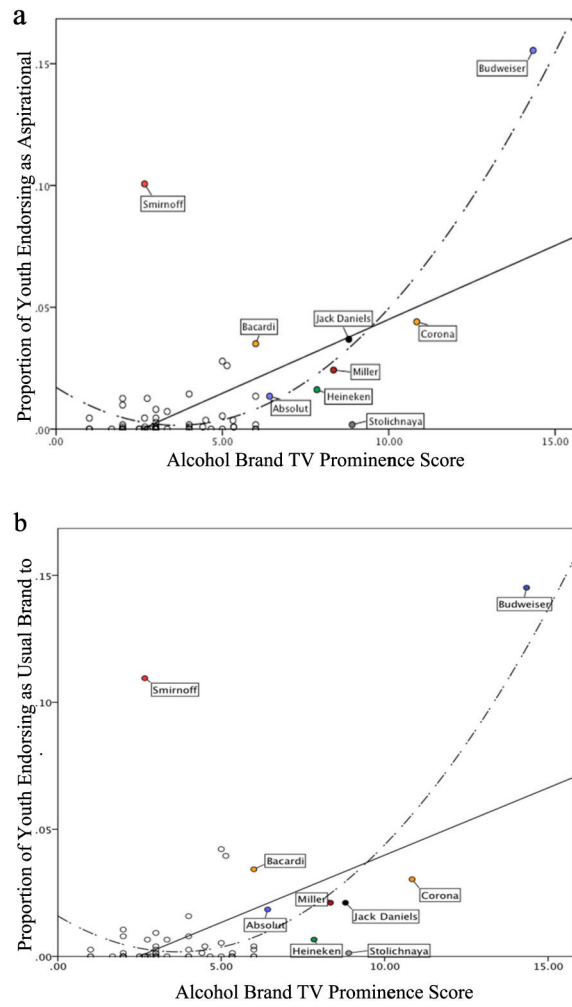 a
Proportion of Youth Endorsing as Aspirational
.15
.10
.05
.00
Budweiser
Smirnoff
Bacardi
Jack Daniels
Corona
Miller
Heineken
Absolut
Stolichnaya
.00
5.00
10.00
15.00
Alcohol Brand TV Prominence Score
b
Proportion of Youth Endorsing as Usual Brand to
.15
.10
.05
.00
Budweiser
Smirnoff
Bacardi
Miller
Corona
Absolut
Jack Daniels
Heineken
Stolichnaya
.00
5.00
10.00
15.00
Alcohol Brand TV Prominence Score